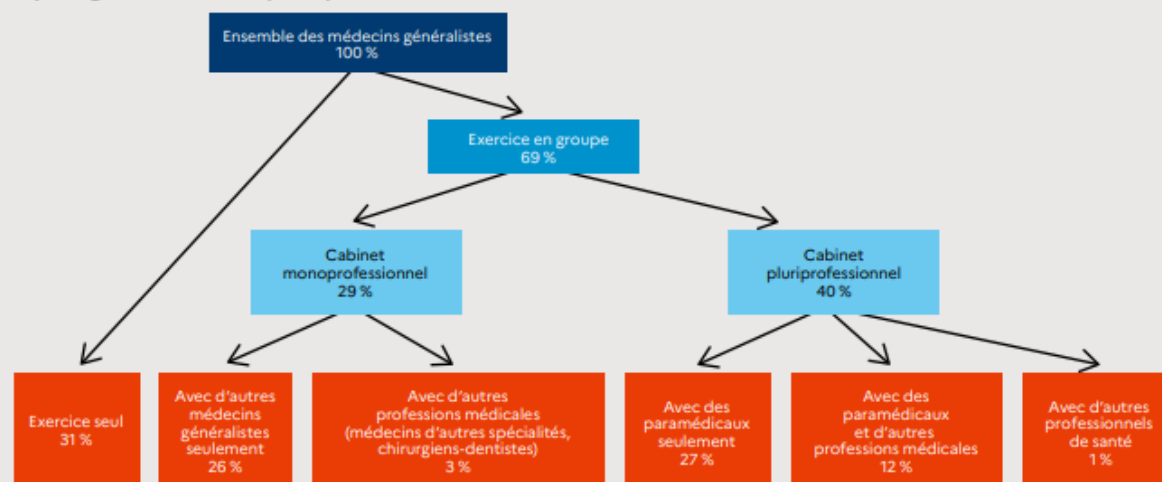 Ensemble des médecins généralistes
100 %
Exercice en groupe
69 %
Cabinet
monoprofessionnel
29 %
Cabinet
pluriprofessionnel
40 %
Exercice seul
31 %
Avec d'autres
médecins
généralistes
seulement
26 %
Avec d'autres
professions médicales
(médecins d'autres spécialités,
chirurgiens-dentistes)
3 %
Avec des
paramédicaux
seulement
27 %
Avec des
paramédicaux
et d'autres
professions médicales
12 %
Avec d'autres
professionnels
de santé
1 %